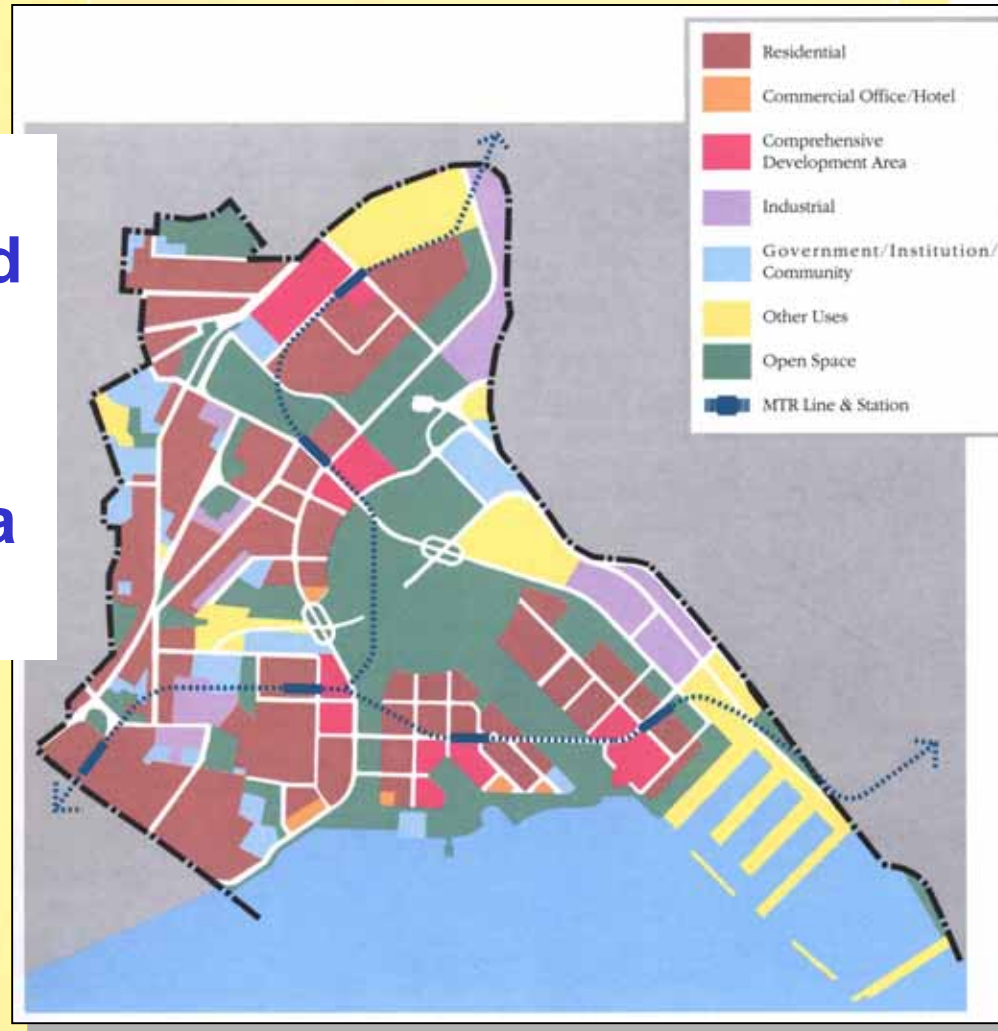 d
a
Residential
Commercial Office/Hotel
Comprehensive
Development Area
Industrial
Government/Institution/
Community
Other Uses
Open Space
MTR Line & Station